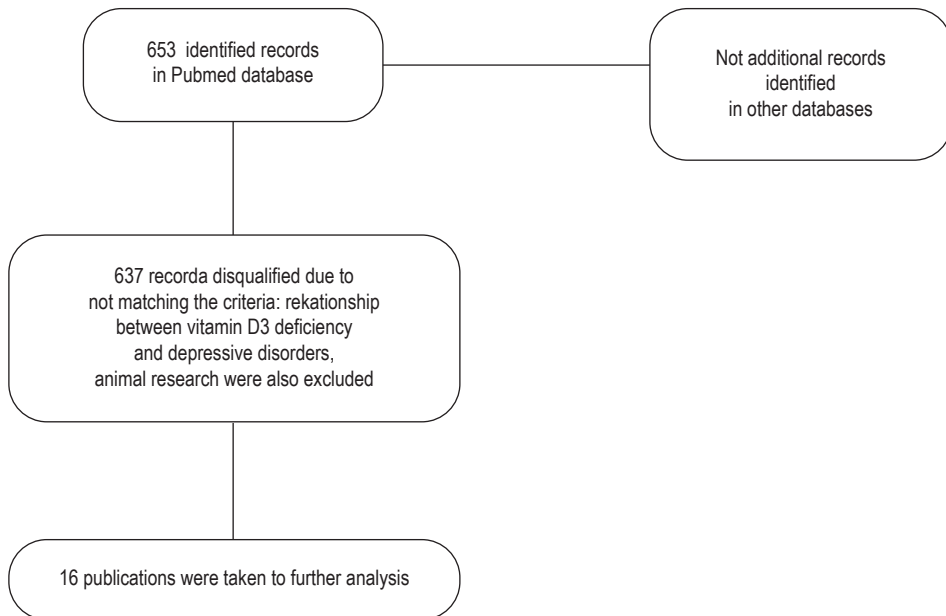 653 identified records
in Pubmed database
Not additional records
identified
in other databases
637 recorda disqualified due to
not matching the criteria: rekationship
between vitamin D3 deficiency
and depressive disorders,
animal research were also excluded
16 publications were taken to further analysis